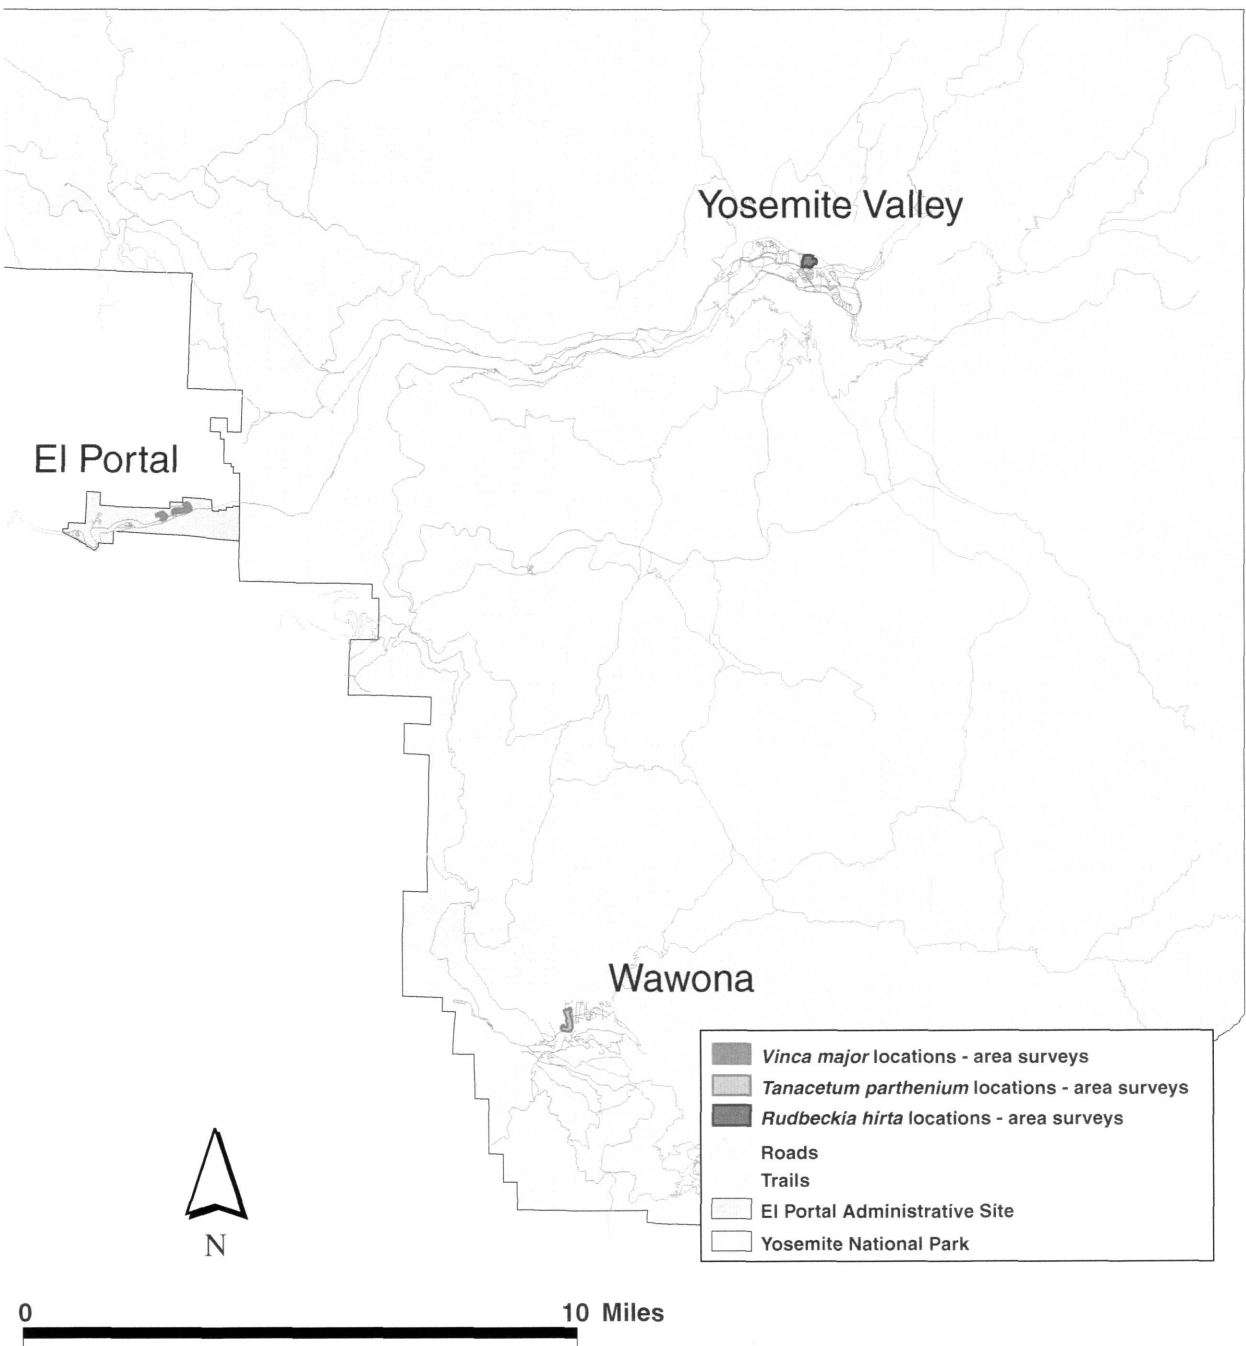 Yosemite Valley
El Portal
Wawona
Vinca major locations - area surveys
Tanacetum parthenium locations - area surveys
Rudbeckia hirta locations - area surveys
Roads
Trails
El Portal Administrative Site
Yosemite National Park
N
0 10 Miles